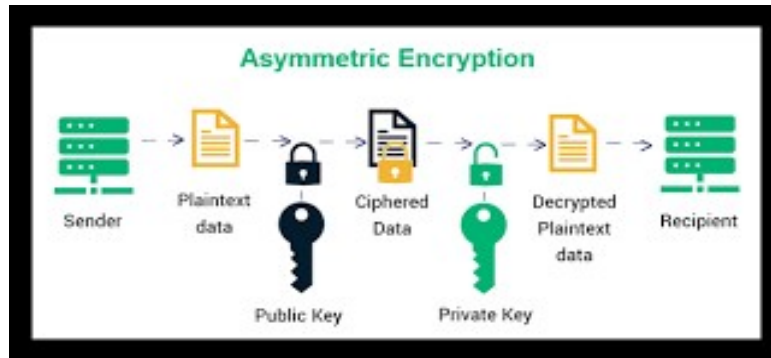 Asymmetric Encryption
Sender
Plaintext
data
Public Key
Ciphered
Data
Private Key
Decrypted
Plaintext
data
Recipient